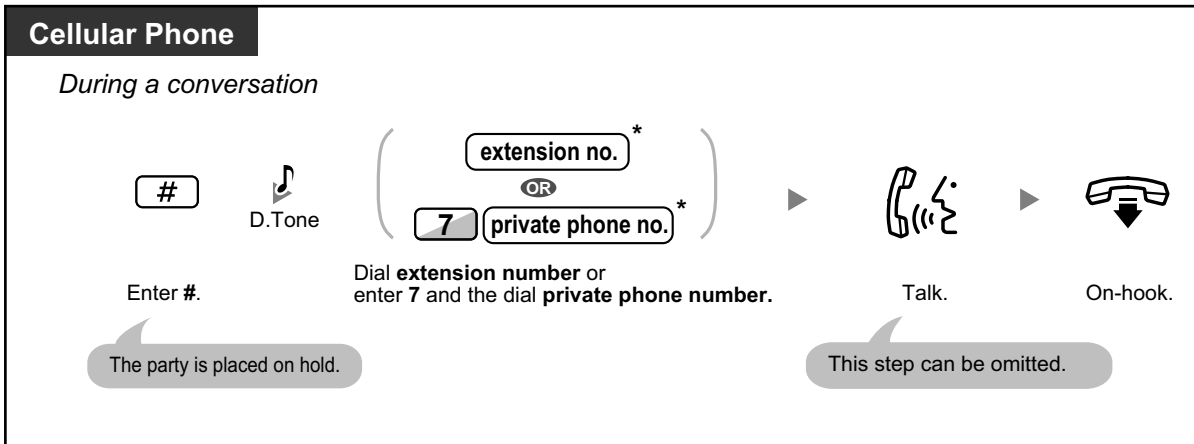 Cellular Phone
During a conversation
#
D.Tone
extension no.*
OR
7 private phone no.*
Enter #.
Dial extension number or
enter 7 and the dial private phone number.
Talk.
On-hook.
The party is placed on hold.
This step can be omitted.